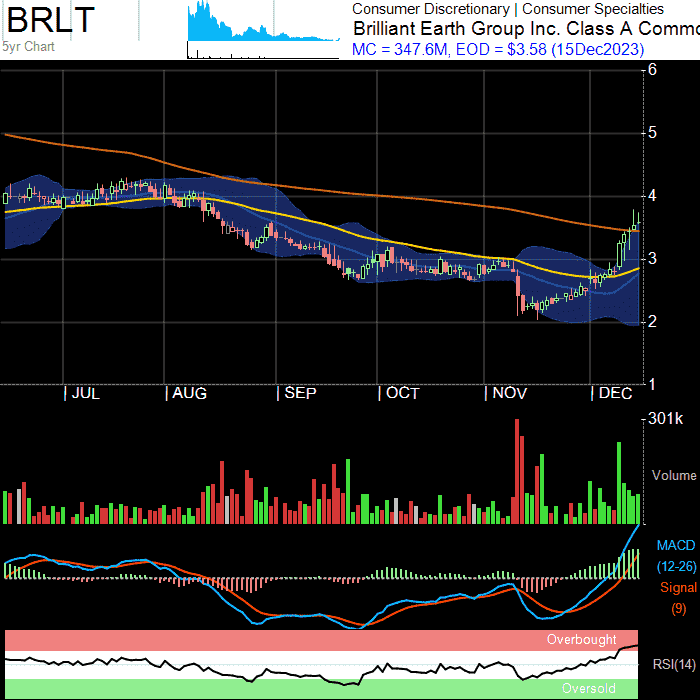 BRLT
5yr Chart
Consumer Discretionary | Consumer Specialties
Brilliant Earth Group Inc. Class A Commo
MC = 347.6M, EOD = $3.58 (15Dec2023)
6
5
4
3
2
1
JUL AUG SEP OCT NOV DEC
301k
Volume
MACD
(12-26)
Signal
(9)
Overbought
RSI(14)
Oversold